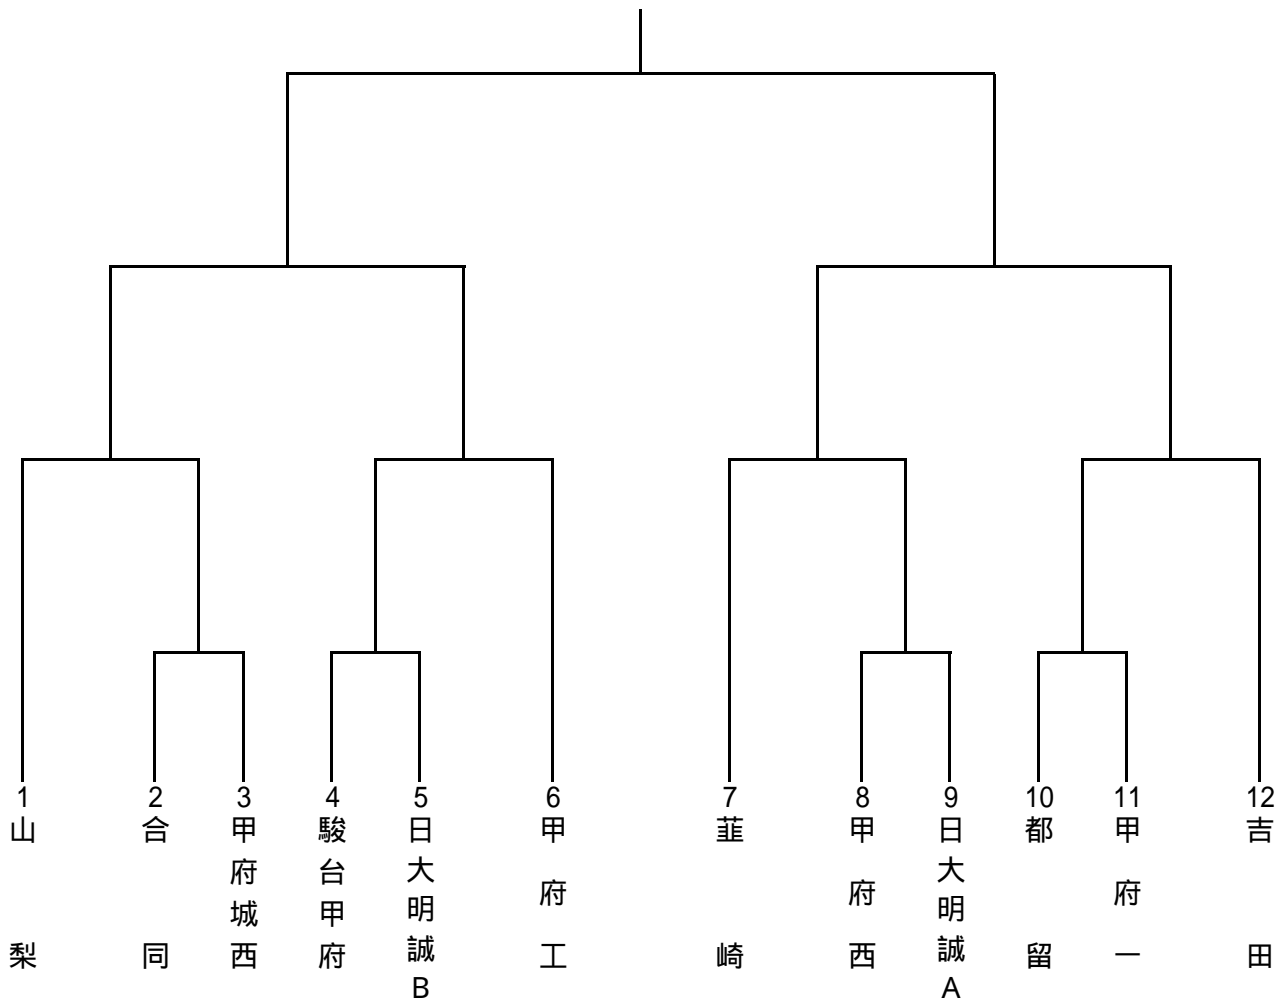 1 山梨
2 合同
3 甲府城西
4 駿台甲府
5 日大明誠B
6 甲府工
7 韮崎
8 甲府西
9 日大明誠A
10 都留
11 甲府一
12 吉田